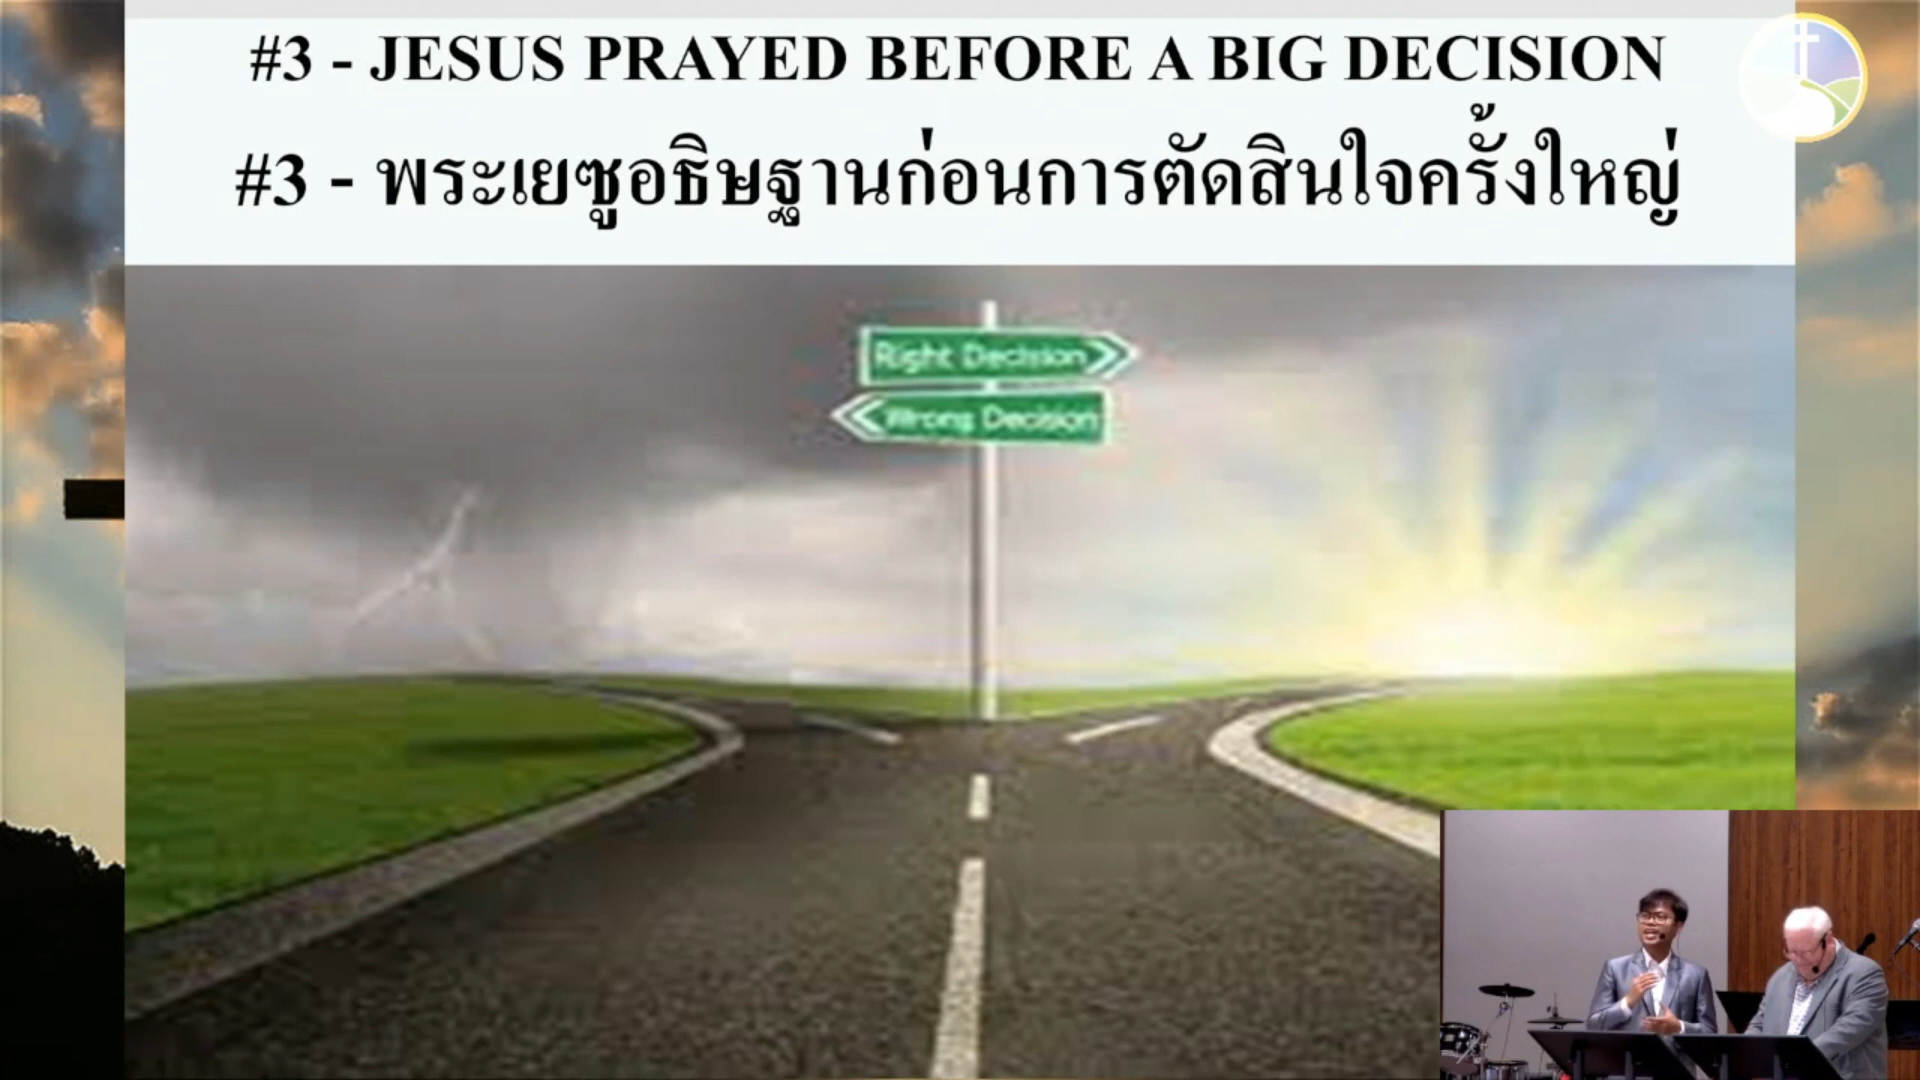 #3 - JESUS PRAYED BEFORE A BIG DECISION
#3 - พระเยซูอธิษฐานก่อนการตัดสินใจครั้งใหญ่
Right Decision
Wrong Decision